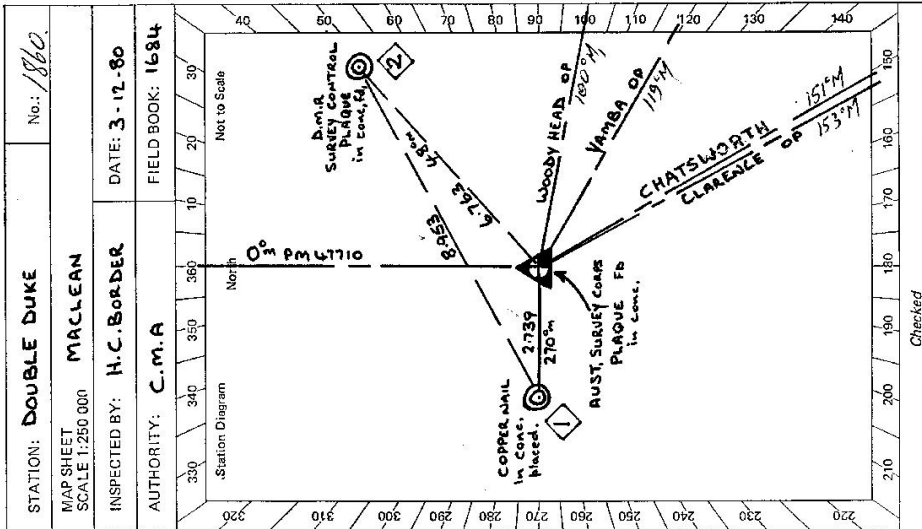 STATION: DOUBLE DUKE
No.: 1860.
MAP SHEET
SCALE 1:250 000 MACLEAN
INSPECTED BY: H.C. BORDER
DATE: 3-12-80
AUTHORITY: C.M.A
FIELD BOOK: 1684
330 340 350 360 10 20 30
Station Diagram
North
Not to Scale
40 50 60 70 80 90 100 110 120 130 140
150 160 170 180 190 200 210
320 310 300 290 280 270 260 250 240 230 220
0°m PM 47710
D.M.R
SURVEY CONTROL
PLAQUE
in conc, Fd.
2
48°m
6.763
8.953
WOODY HEAD OP
100°M,
YAMBA OP
119°M
CHATSWORTH 151°M
CLARENCE OP 153°M
2.739
270°m
COPPER NAIL
in conc.
placed.
1
AUST. SURVEY CORPS
PLAQUE FD
in conc.
Checked